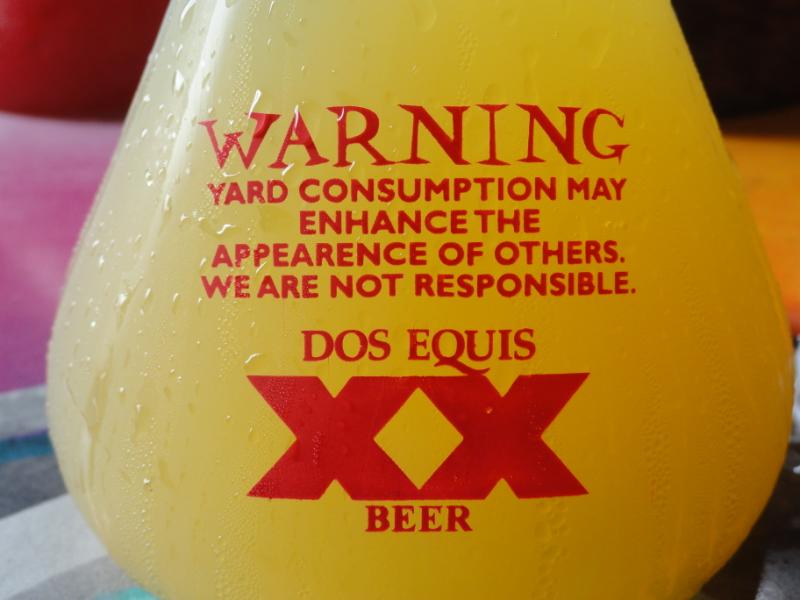 WARNING
YARD CONSUMPTION MAY
ENHANCE THE
APPEARENCE OF OTHERS.
WE ARE NOT RESPONSIBLE.
DOS EQUIS
XX
BEER